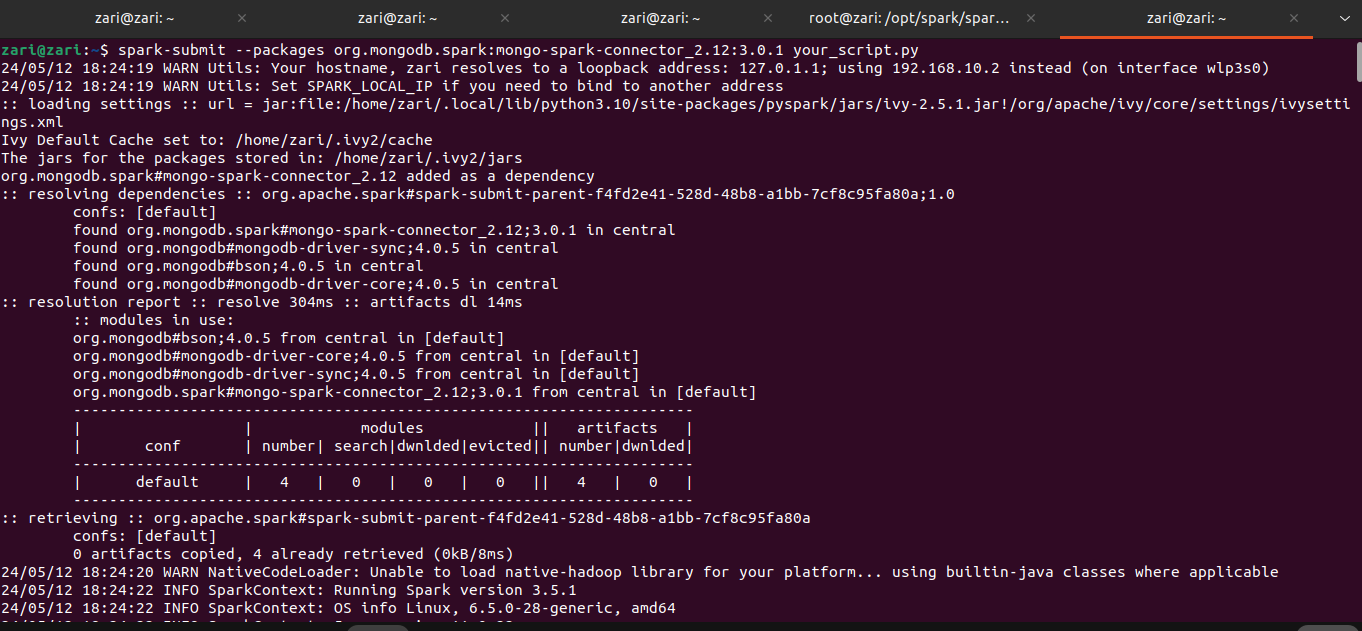 zari@zari: ~
zari@zari: ~
zari@zari: ~
root@zari: /opt/spark/spar...
zari@zari: ~
zari@zari:~$ spark-submit --packages org.mongodb.spark:mongo-spark-connector_2.12:3.0.1 your_script.py
24/05/12 18:24:19 WARN Utils: Your hostname, zari resolves to a loopback address: 127.0.1.1; using 192.168.10.2 instead (on interface wlp3s0)
24/05/12 18:24:19 WARN Utils: Set SPARK_LOCAL_IP if you need to bind to another address
:: loading settings :: url = jar:file:/home/zari/.local/lib/python3.10/site-packages/pyspark/jars/ivy-2.5.1.jar!/org/apache/ivy/core/settings/ivysetti
ngs.xml
Ivy Default Cache set to: /home/zari/.ivy2/cache
The jars for the packages stored in: /home/zari/.ivy2/jars
org.mongodb.spark#mongo-spark-connector_2.12 added as a dependency
:: resolving dependencies :: org.apache.spark#spark-submit-parent-f4fd2e41-528d-48b8-a1bb-7cf8c95fa80a;1.0
        confs: [default]
        found org.mongodb.spark#mongo-spark-connector_2.12;3.0.1 in central
        found org.mongodb#mongodb-driver-sync;4.0.5 in central
        found org.mongodb#bson;4.0.5 in central
        found org.mongodb#mongodb-driver-core;4.0.5 in central
:: resolution report :: resolve 304ms :: artifacts dl 14ms
        :: modules in use:
        org.mongodb#bson;4.0.5 from central in [default]
        org.mongodb#mongodb-driver-core;4.0.5 from central in [default]
        org.mongodb#mongodb-driver-sync;4.0.5 from central in [default]
        org.mongodb.spark#mongo-spark-connector_2.12;3.0.1 from central in [default]
        ---------------------------------------------------------------------
        |                  |            modules            ||   artifacts   |
        |       conf       | number| search|dwnlded|evicted|| number|dwnlded|
        ---------------------------------------------------------------------
        |      default     |   4   |   0   |   0   |   0   ||   4   |   0   |
        ---------------------------------------------------------------------
:: retrieving :: org.apache.spark#spark-submit-parent-f4fd2e41-528d-48b8-a1bb-7cf8c95fa80a
        confs: [default]
        0 artifacts copied, 4 already retrieved (0kB/8ms)
24/05/12 18:24:20 WARN NativeCodeLoader: Unable to load native-hadoop library for your platform... using builtin-java classes where applicable
24/05/12 18:24:22 INFO SparkContext: Running Spark version 3.5.1
24/05/12 18:24:22 INFO SparkContext: OS info Linux, 6.5.0-28-generic, amd64